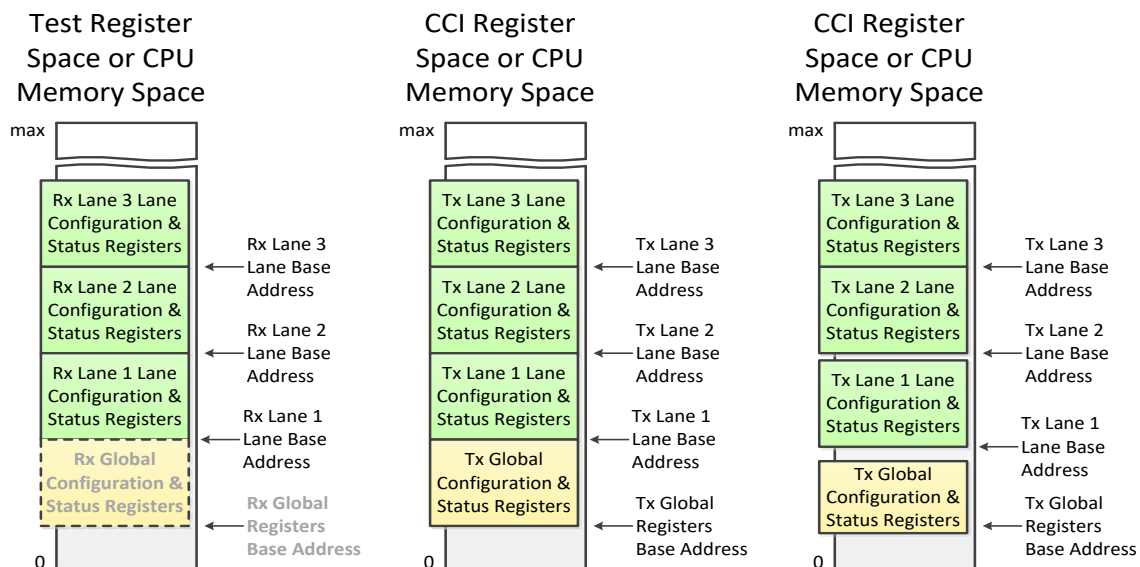 Test Register
Space or CPU
Memory Space
max
Rx Lane 3 Lane
Configuration &
Status Registers
Rx Lane 3
Lane Base
Address
Rx Lane 2 Lane
Configuration &
Status Registers
Rx Lane 2
Lane Base
Address
Rx Lane 1 Lane
Configuration &
Status Registers
Rx Lane 1
Lane Base
Address
Rx Global
Configuration &
Status Registers
Rx Global
Registers
Base Address
0
CCI Register
Space or CPU
Memory Space
max
Tx Lane 3 Lane
Configuration &
Status Registers
Tx Lane 3
Lane Base
Address
Tx Lane 2 Lane
Configuration &
Status Registers
Tx Lane 2
Lane Base
Address
Tx Lane 1 Lane
Configuration &
Status Registers
Tx Lane 1
Lane Base
Address
Tx Global
Configuration &
Status Registers
Tx Global
Registers
Base Address
0
CCI Register
Space or CPU
Memory Space
max
Tx Lane 3 Lane
Configuration &
Status Registers
Tx Lane 3
Lane Base
Address
Tx Lane 2 Lane
Configuration &
Status Registers
Tx Lane 2
Lane Base
Address
Tx Lane 1 Lane
Configuration &
Status Registers
Tx Lane 1
Lane Base
Address
Tx Global
Configuration &
Status Registers
Tx Global
Registers
Base Address
0